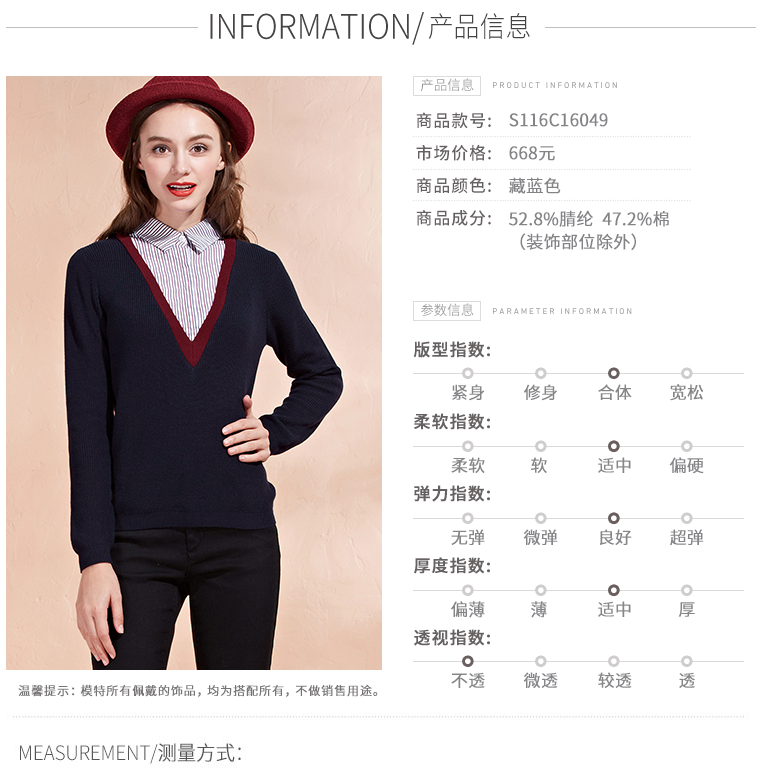 INFORMATION/产品信息
产品信息 PRODUCT INFORMATION
商品款号: S116C16049
市场价格: 668元
商品颜色: 藏蓝色
商品成分: 52.8%腈纶 47.2%棉
（装饰部位除外）
参数信息 PARAMETER INFORMATION
版型指数:
紧身 修身 合体 宽松
柔软指数:
柔软 软 适中 偏硬
弹力指数:
无弹 微弹 良好 超弹
厚度指数:
偏薄 薄 适中 厚
透视指数:
不透 微透 较透 透
温馨提示：模特所有佩戴的饰品，均为搭配所有，不做销售用途。
MEASUREMENT/测量方式: